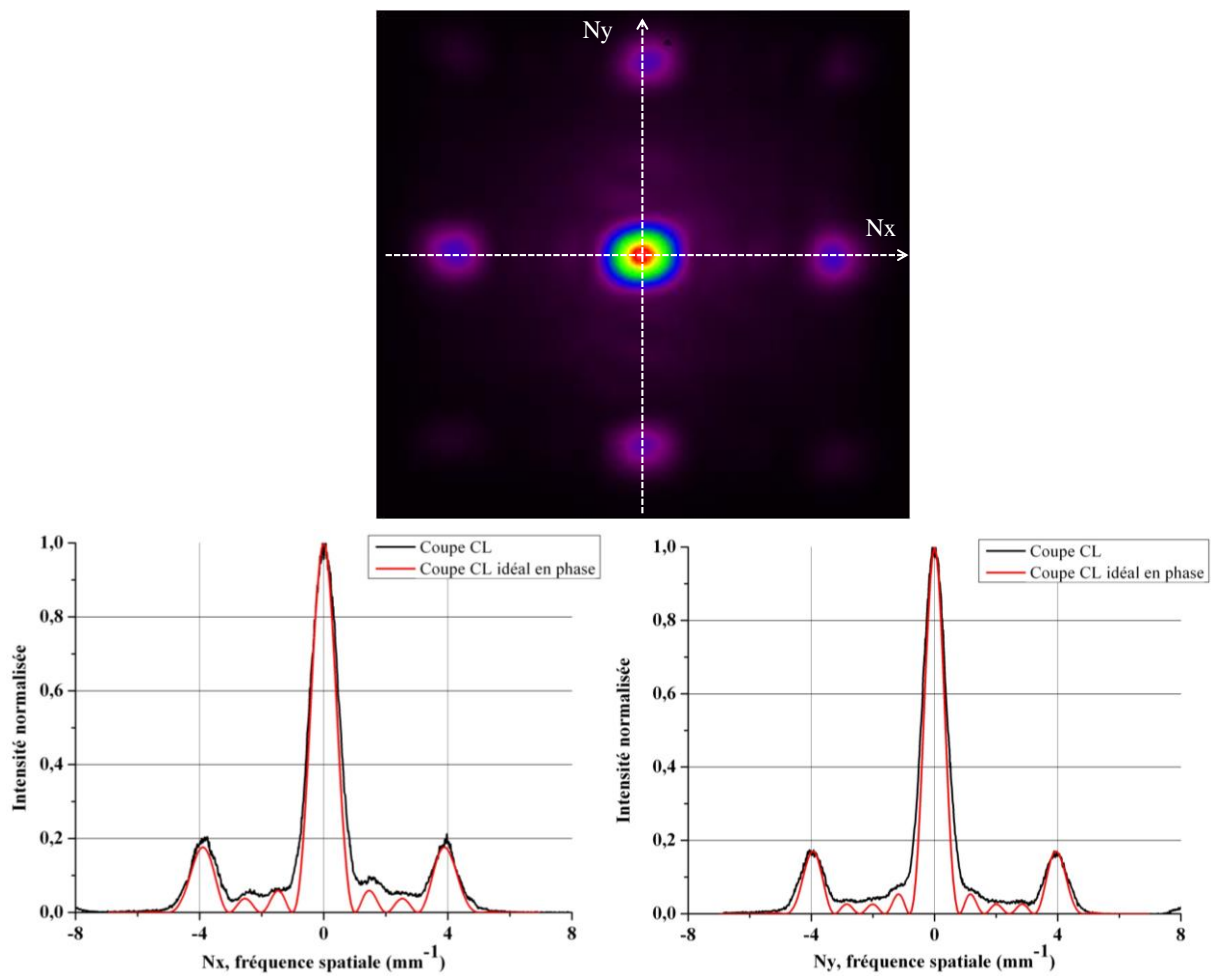 Ny
Nx
1,0
0,8
0,6
0,4
0,2
0,0
-8
-4
0
4
8
Intensité normalisée
Nx, fréquence spatiale (mm-1)
Coupe CL
Coupe CL idéal en phase
1,0
0,8
0,6
0,4
0,2
0,0
-8
-4
0
4
8
Intensité normalisée
Ny, fréquence spatiale (mm-1)
Coupe CL
Coupe CL idéal en phase